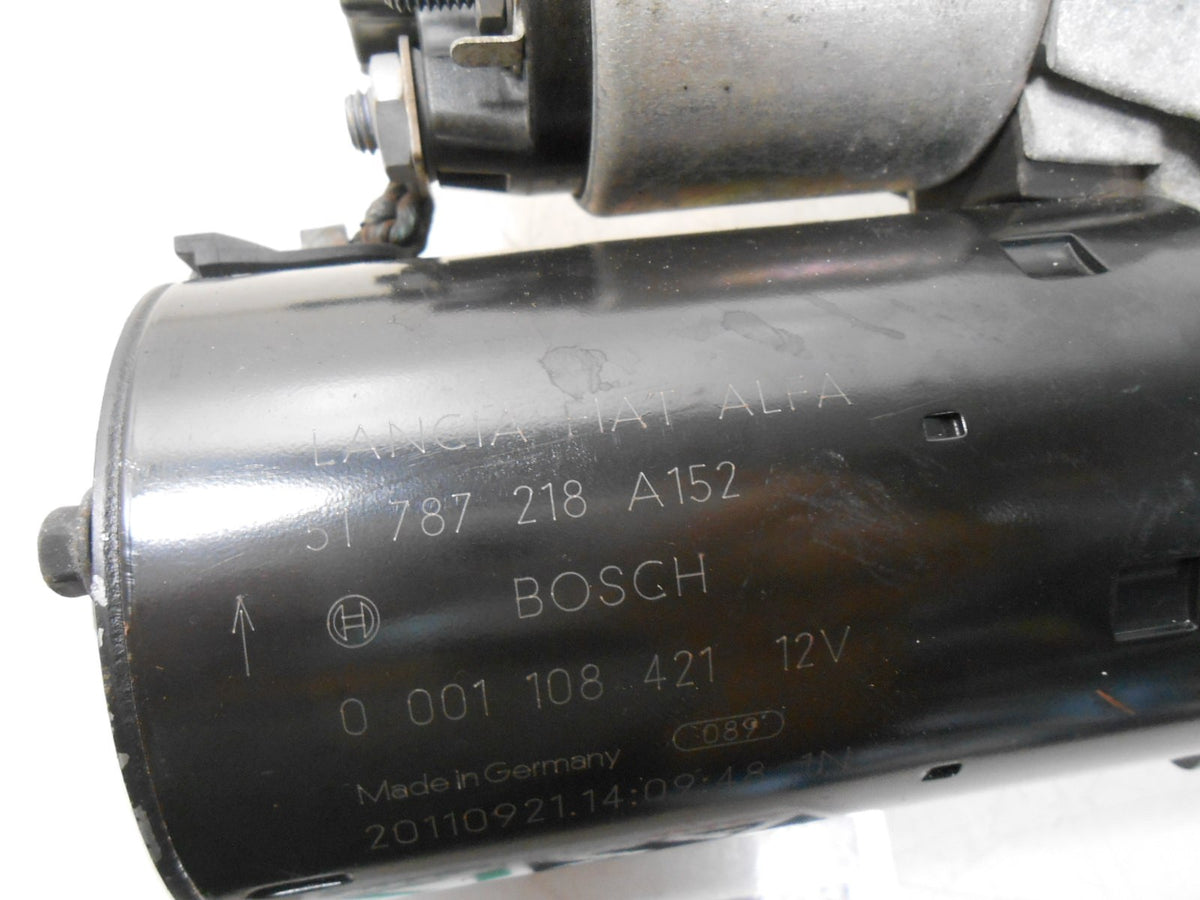 LANCIA FIAT ALFA
51 787 218 A152
BOSCH
0 001 108 421 12V
089
Made in Germany
20110921.14:09:48 1N